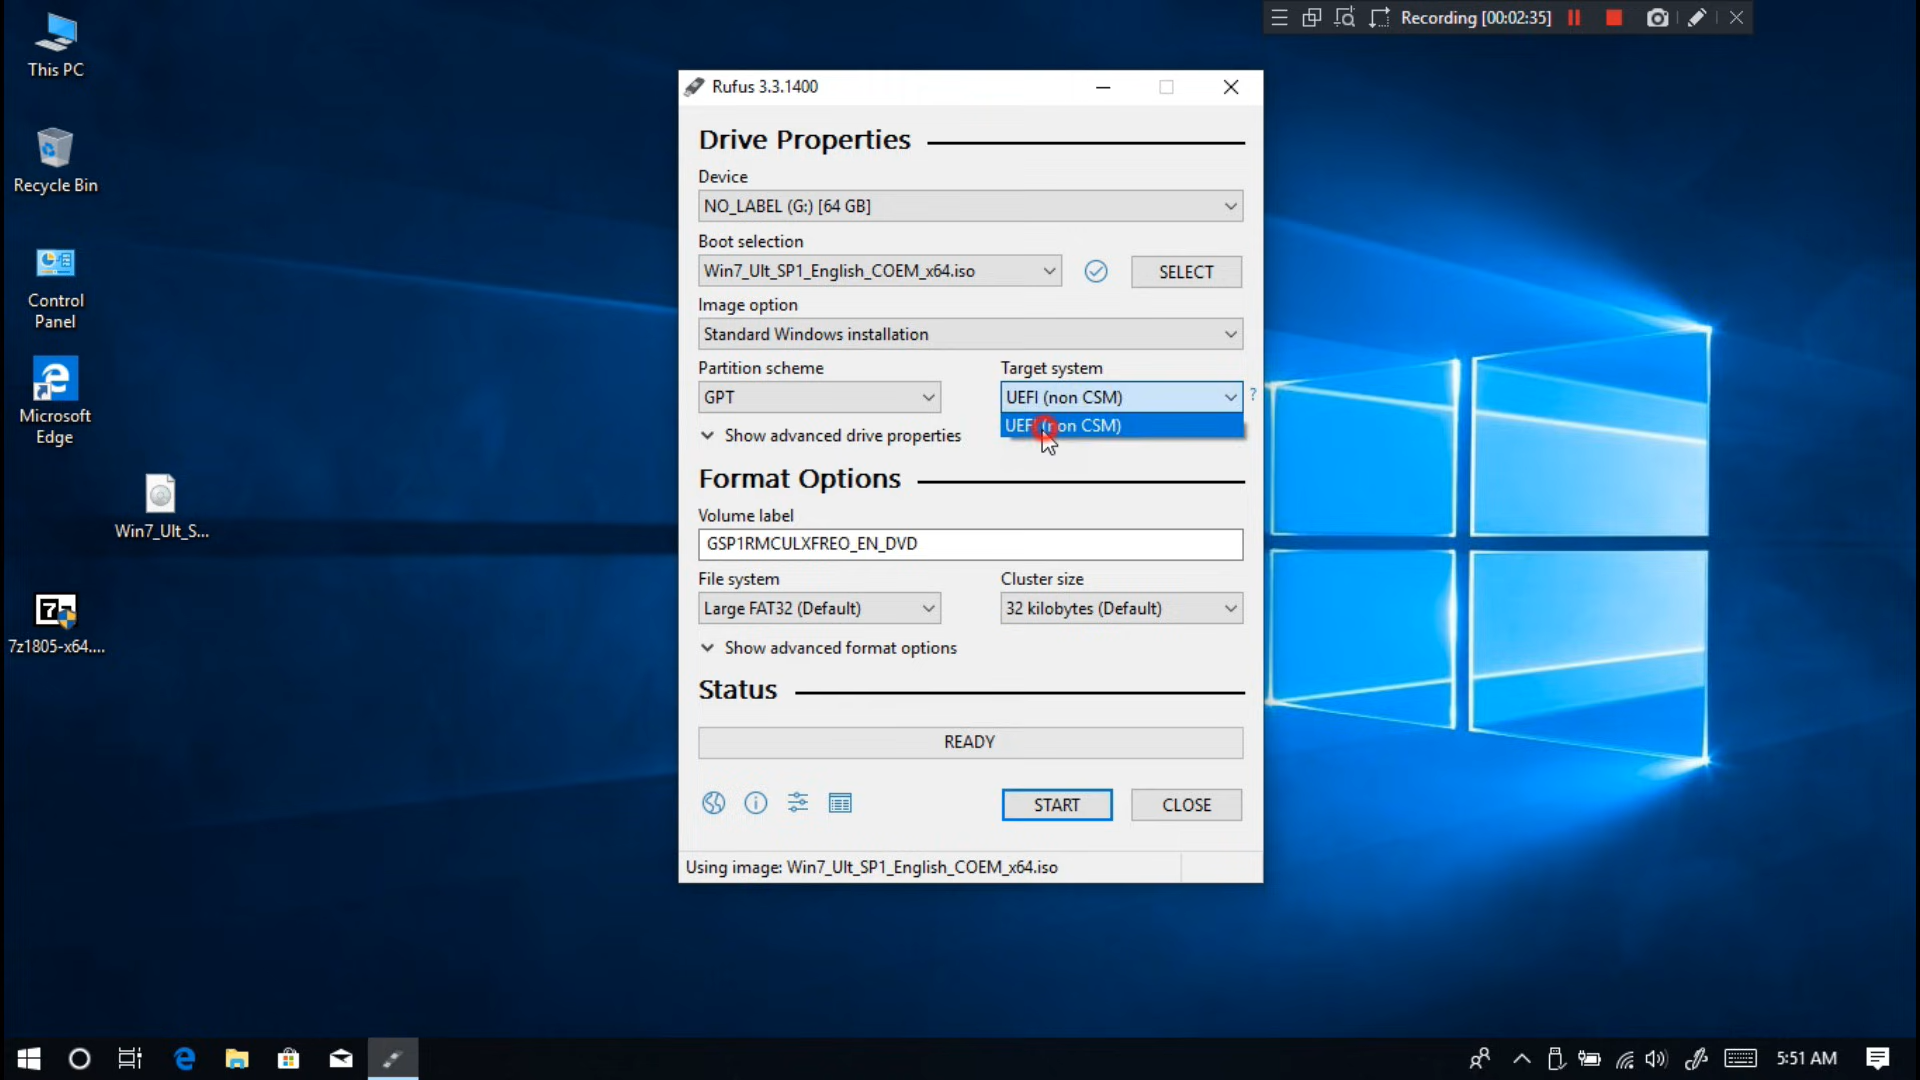 Recording [00:02:35]
This PC
Recycle Bin
Control
Panel
Microsoft
Edge
Win7_Ult_S...
7z1805-x64....
Rufus 3.3.1400
Drive Properties
Device
NO_LABEL (G:) [64 GB]
Boot selection
Win7_Ult_SP1_English_COEM_x64.iso
SELECT
Image option
Standard Windows installation
Partition scheme
Target system
GPT
UEFI (non CSM)
?
UEFI (non CSM)
Show advanced drive properties
Format Options
Volume label
GSP1RMCULXFREO_EN_DVD
File system
Cluster size
Large FAT32 (Default)
32 kilobytes (Default)
Show advanced format options
Status
READY
START
CLOSE
Using image: Win7_Ult_SP1_English_COEM_x64.iso
5:51 AM